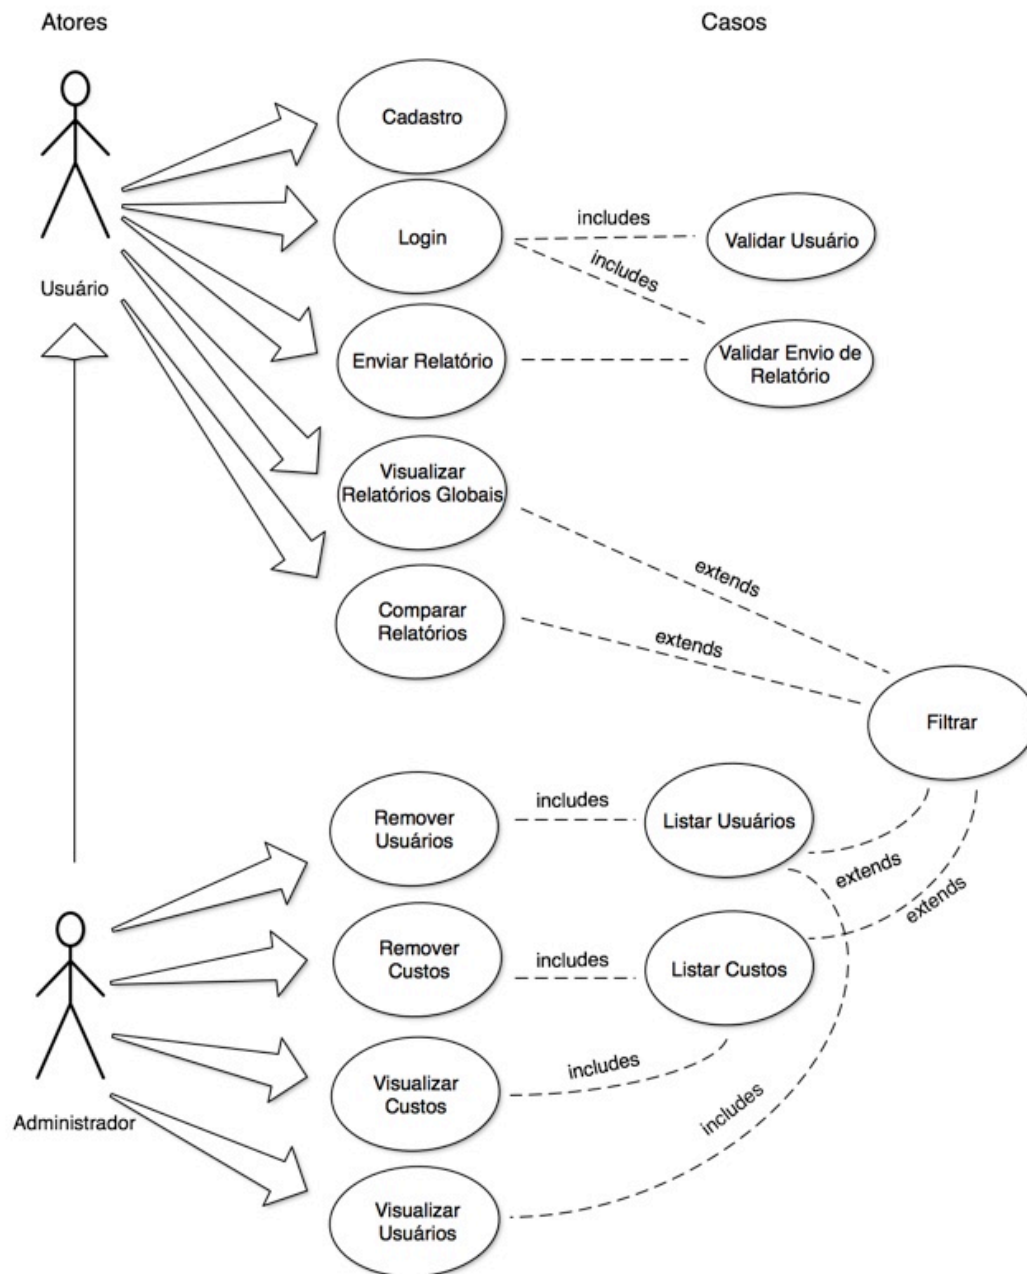 Atores
Casos
Cadastro
Login
includes
Validar Usuário
includes
Usuário
Enviar Relatório
Validar Envio de
Relatório
Visualizar
Relatórios Globais
extends
Comparar
Relatórios
extends
Filtrar
Remover
Usuários
includes
Listar Usuários
extends
extends
Remover
Custos
includes
Listar Custos
includes
Visualizar
Custos
includes
Administrador
Visualizar
Usuários